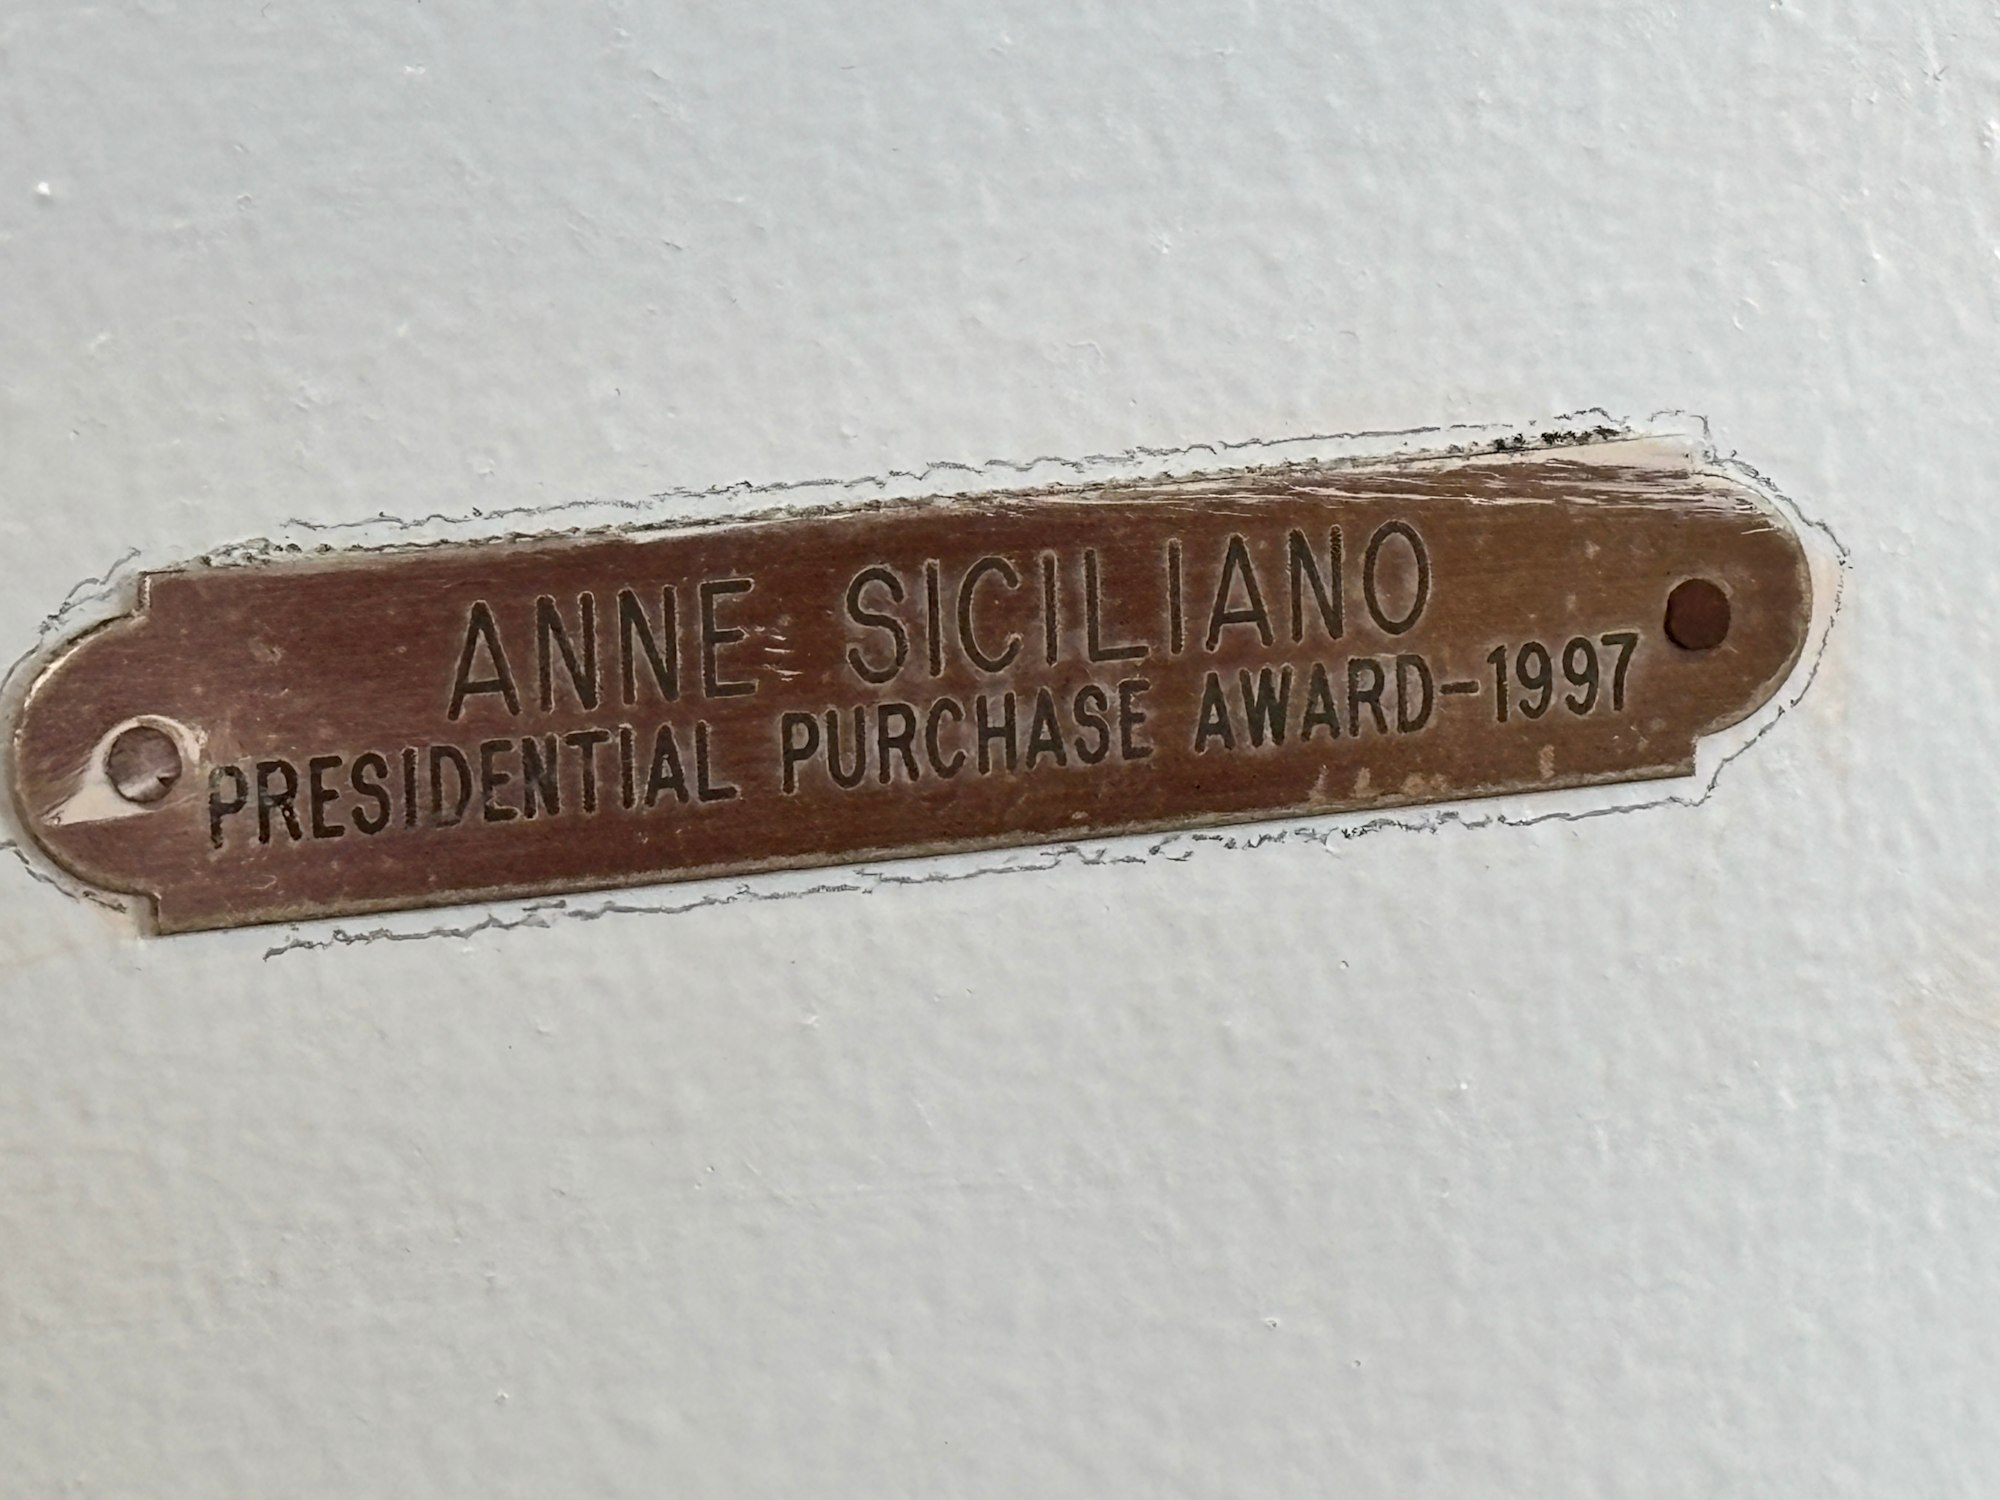 ANNE SICILIANO
PRESIDENTIAL PURCHASE AWARD-1997